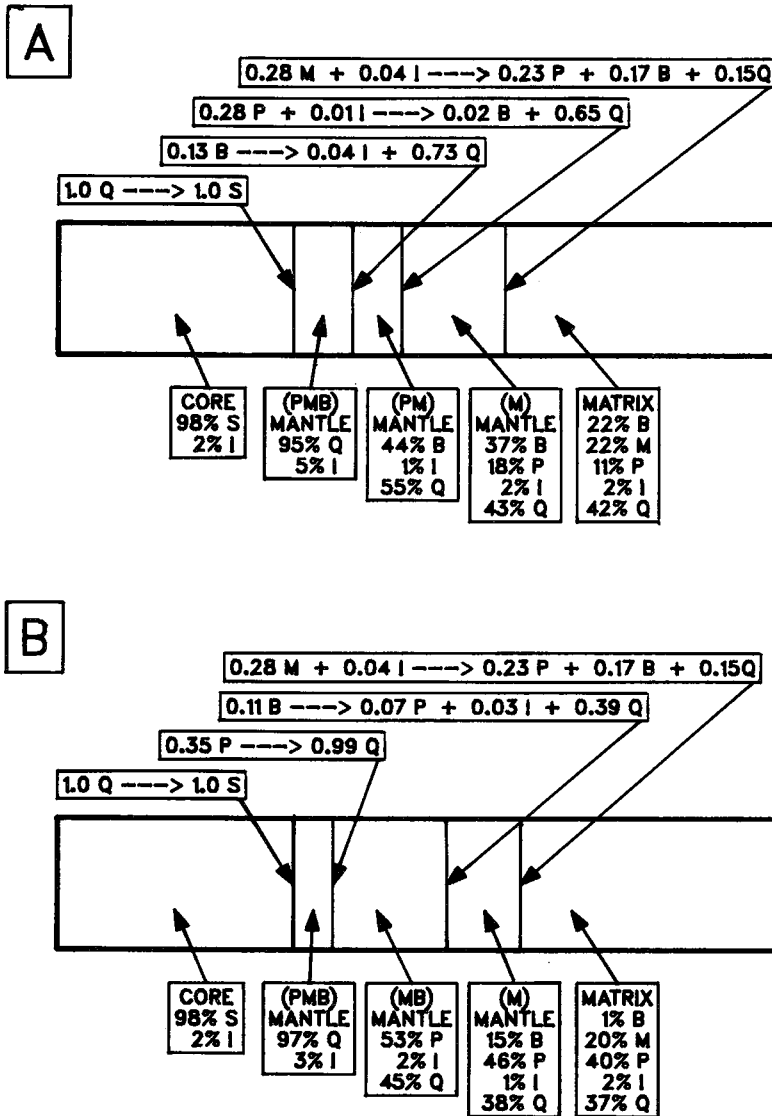 A
0.28 M + 0.04 I ---> 0.23 P + 0.17 B + 0.15Q
0.28 P + 0.01 I ---> 0.02 B + 0.65 Q
0.13 B ---> 0.04 I + 0.73 Q
1.0 Q ---> 1.0 S
CORE
98% S
2% I
(PMB)
MANTLE
95% Q
5% I
(PM)
MANTLE
44% B
1% I
55% Q
(M)
MANTLE
37% B
18% P
2% I
43% Q
MATRIX
22% B
22% M
11% P
2% I
42% Q
B
0.28 M + 0.04 I ---> 0.23 P + 0.17 B + 0.15Q
0.11 B ---> 0.07 P + 0.03 I + 0.39 Q
0.35 P ---> 0.99 Q
1.0 Q ---> 1.0 S
CORE
98% S
2% I
(PMB)
MANTLE
97% Q
3% I
(MB)
MANTLE
53% P
2% I
45% Q
(M)
MANTLE
15% B
46% P
1% I
38% Q
MATRIX
1% B
20% M
40% P
2% I
37% Q